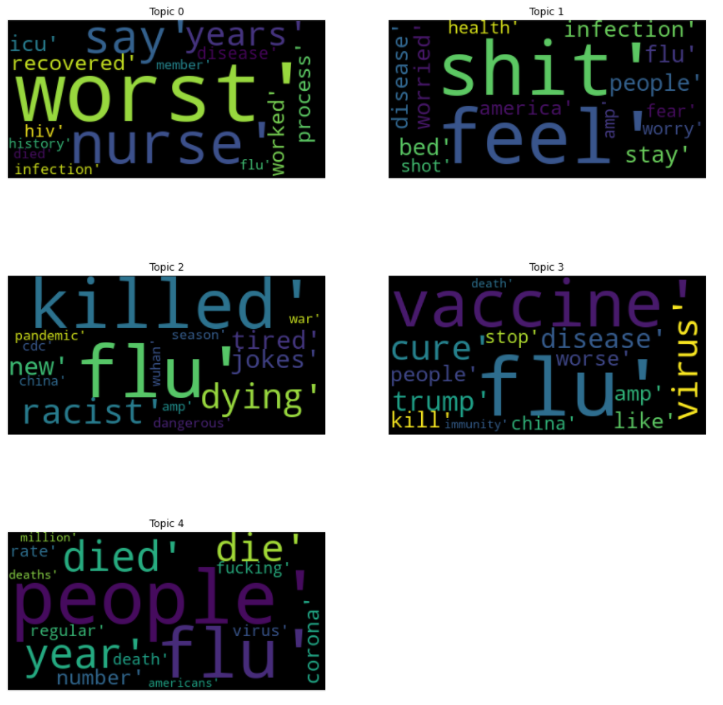 Topic 0
say' years'
icu' disease'
recovered' member'
worst'
hiv' nurse'
history'
died'
infection' flu'
worked' process'
Topic 1
health' infection'
disease' worried' shit' flu'
people'
america' fear'
feel' amp' worry'
bed' stay'
shot'
Topic 2
killed'
war'
pandemic' season' tired'
cdc' flu' wuhan' jokes'
new'
china' dying'
racist' amp'
dangerous'
Topic 3
death'
vaccine' virus'
stop' disease'
cure' worse'
people' flu'
trump' amp'
kill' immunity' china' like'
Topic 4
million' die'
rate' died' fucking'
deaths'
people'
regular' virus' corona'
year' flu'
death'
number' americans'